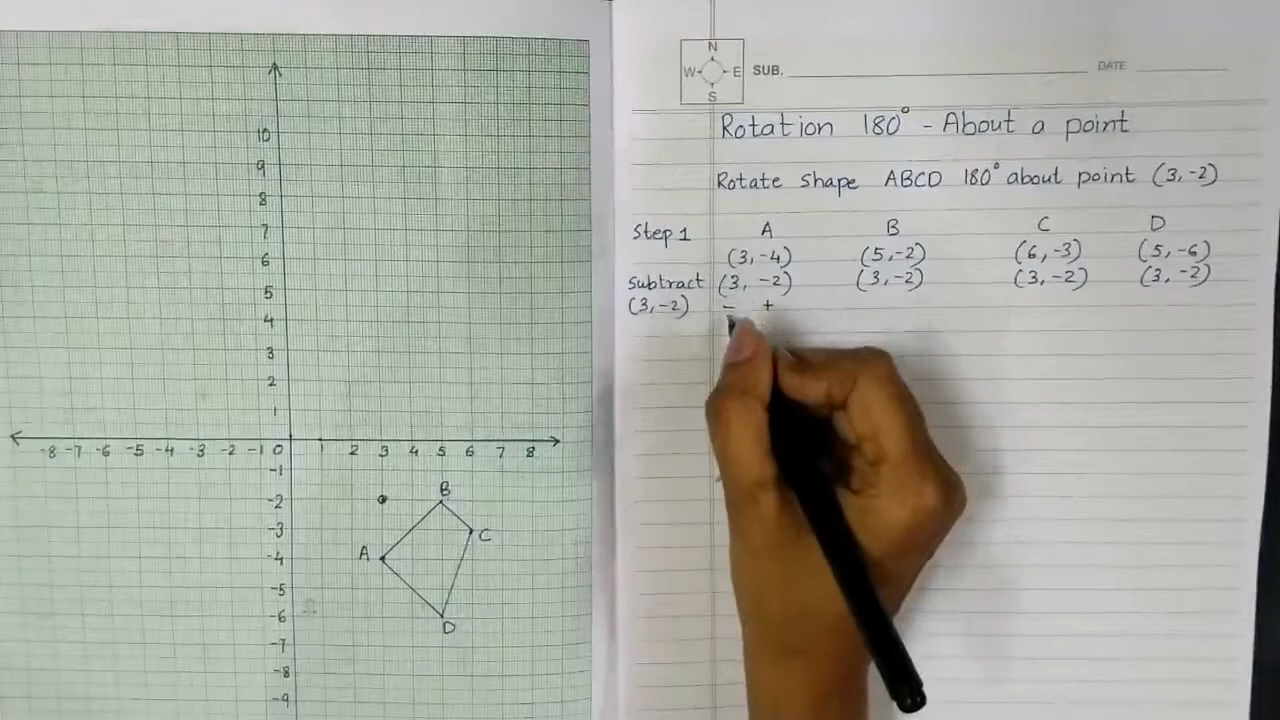 10
9
8
7
6
5
4
3
2
1
-8 -7 -6 -5 -4 -3 -2 -1 0 1 2 3 4 5 6 7 8
-1
-2
-3
-4
-5
-6
-7
-8
-9
B
C
A
D
N
W E
S
SUB.
DATE
Rotation 180° - About a point
Rotate shape ABCD 180° about point (3,-2)
Step 1 A B C D
(3,-4) (5,-2) (6,-3) (5,-6)
subtract (3, -2) (3,-2) (3,-2) (3,-2)
(3,-2) - +